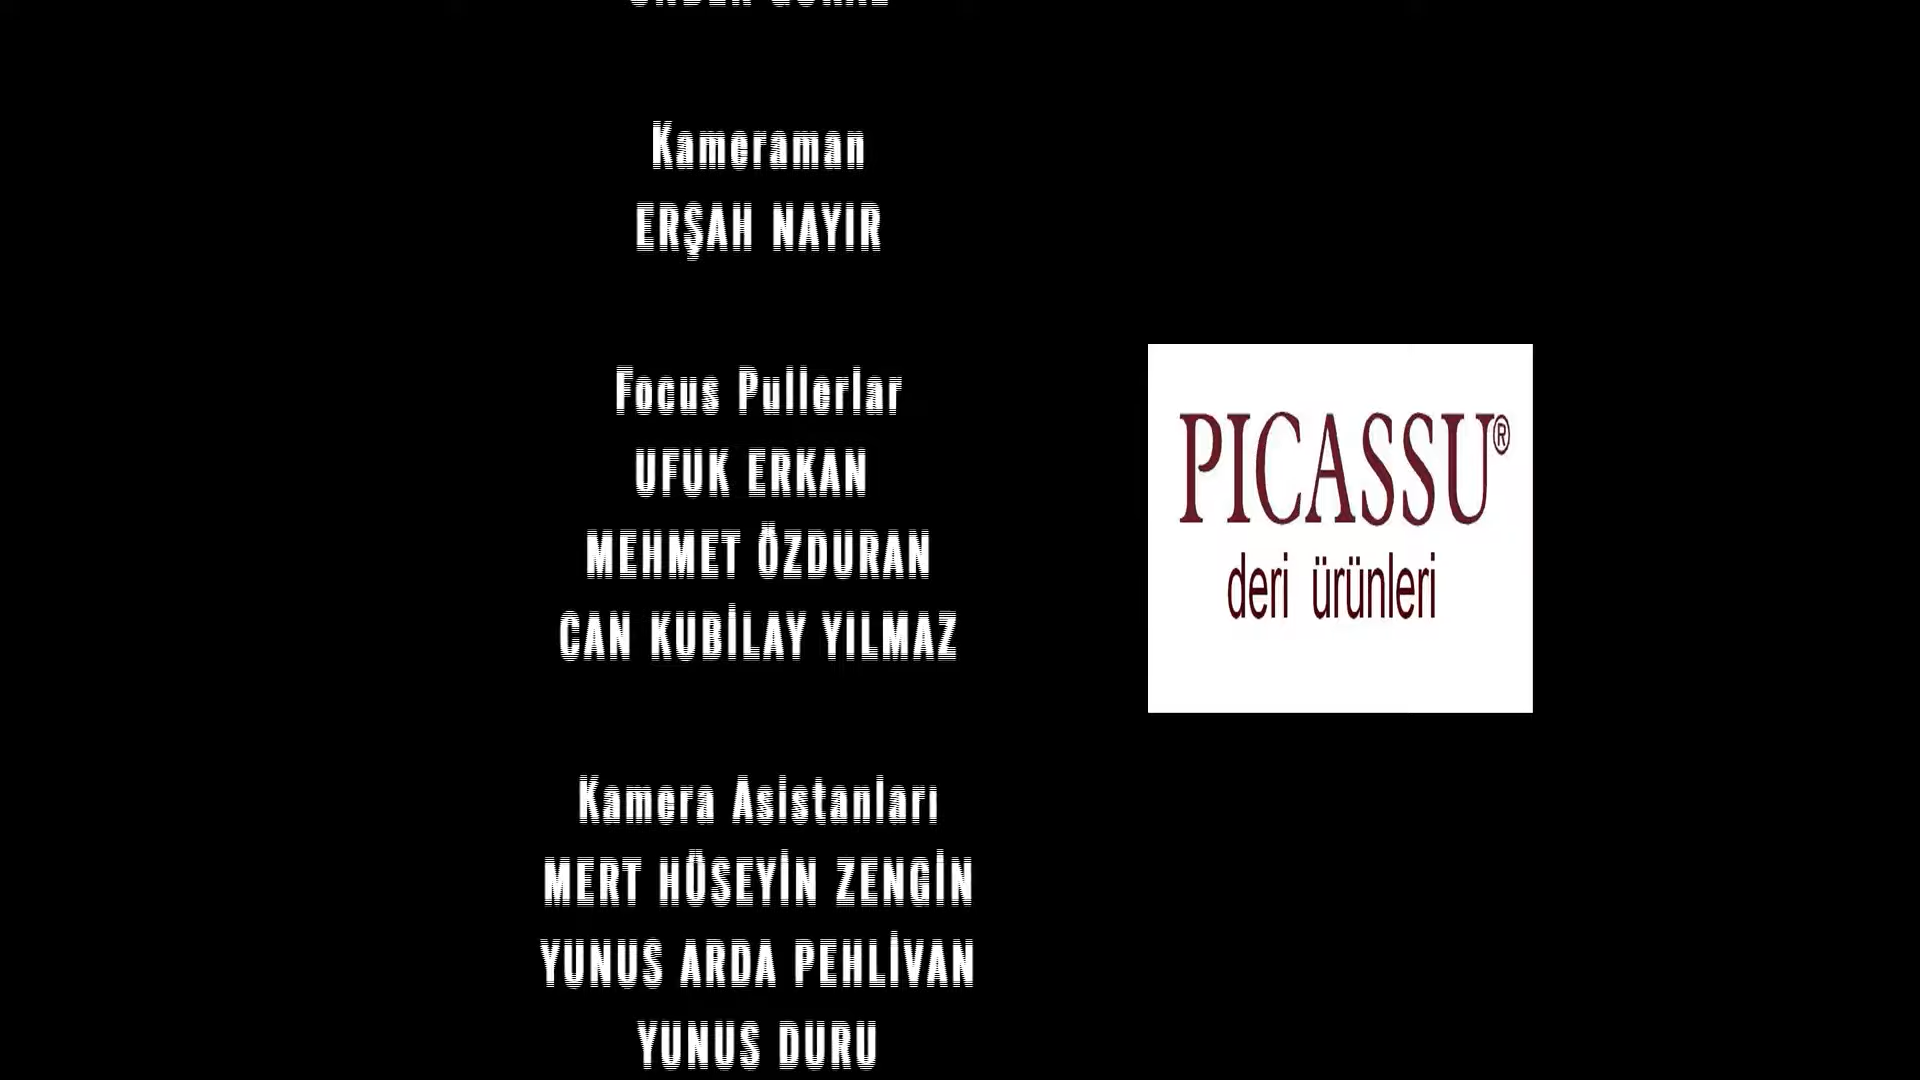 Kameraman
ERŞAH NAYIR
Focus Pullerlar
UFUK ERKAN
MEHMET ÖZDURAN
CAN KUBİLAY YILMAZ
Kamera Asistanları
MERT HÜSEYİN ZENGİN
YUNUS ARDA PEHLİVAN
YUNUS DURU
PICASSU®
deri ürünleri